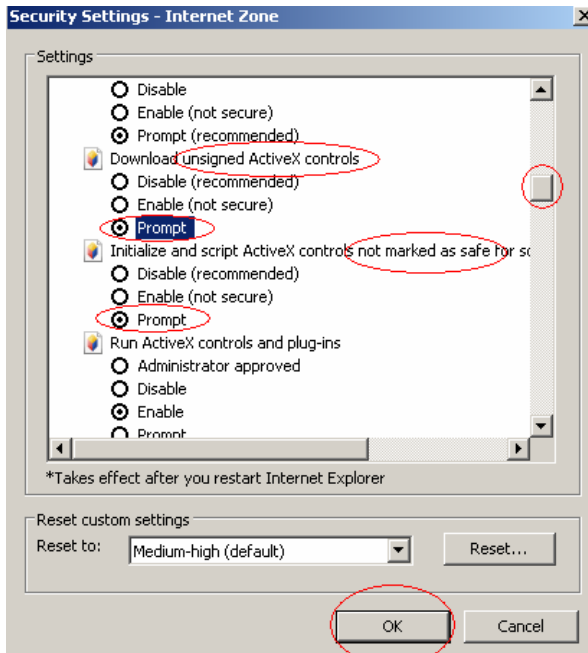 Security Settings - Internet Zone
Settings
Disable
Enable (not secure)
Prompt (recommended)
Download unsigned ActiveX controls
Disable (recommended)
Enable (not secure)
Prompt
Initialize and script ActiveX controls not marked as safe for sc
Disable (recommended)
Enable (not secure)
Prompt
Run ActiveX controls and plug-ins
Administrator approved
Disable
Enable
Prompt
*Takes effect after you restart Internet Explorer
Reset custom settings
Reset to: Medium-high (default) Reset...
OK Cancel